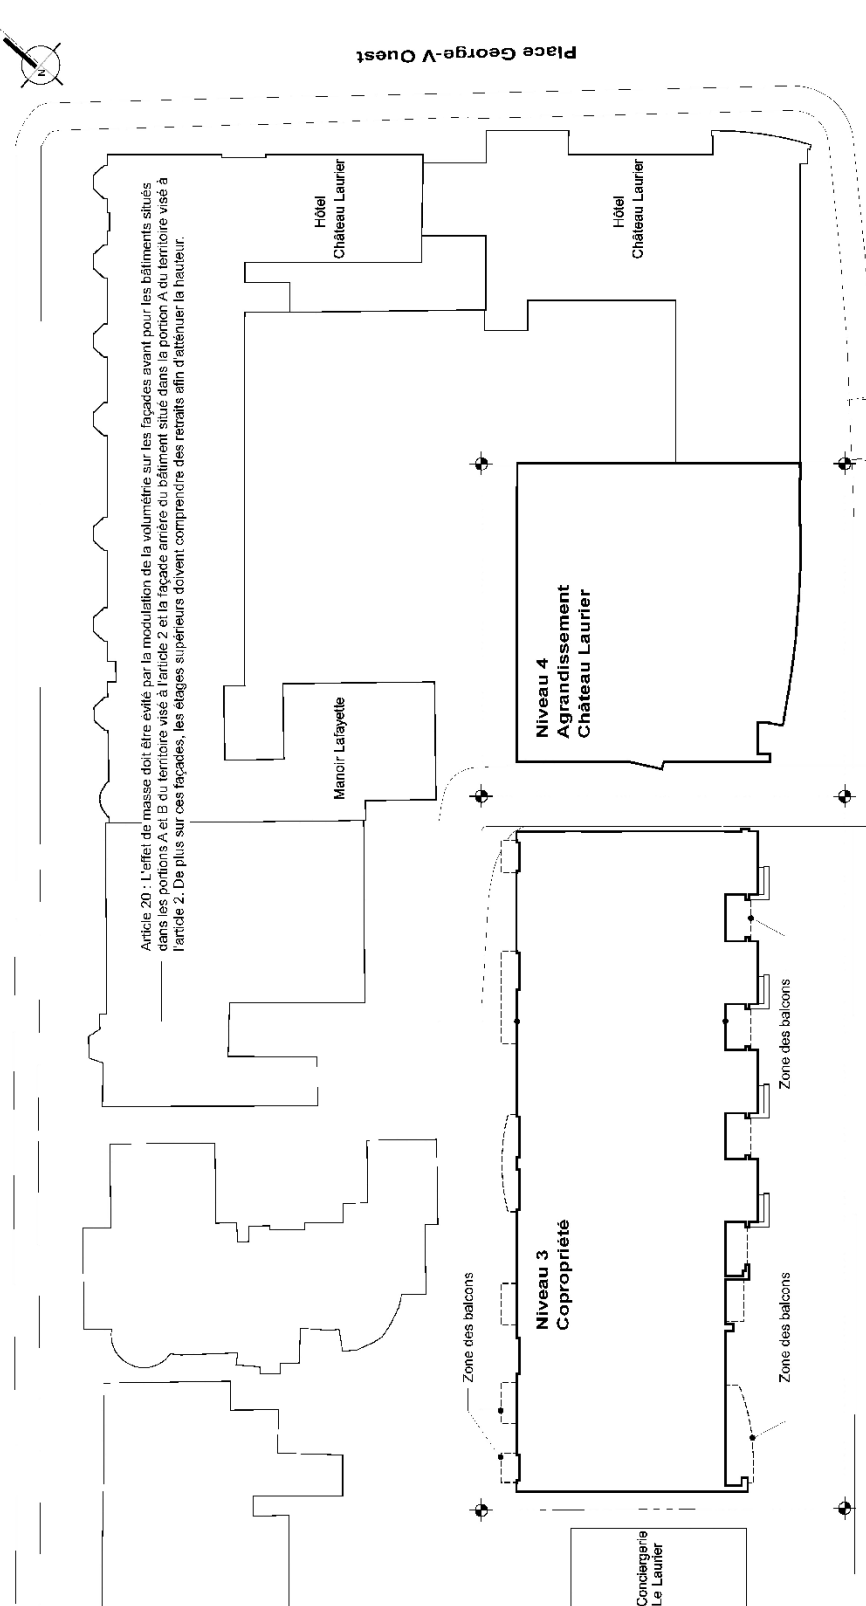 Place George-V Ouest
N
Hôtel
Château Laurier
Hôtel
Château Laurier
Article 20 : L'effet de masse doit être évité par la modulation de la volumétrie sur les façades avant pour les bâtiments situés
dans les portions A et B du territoire visé à l'article 2 et la façade arrière du bâtiment situé dans la portion A du territoire visé à
l'article 2. De plus sur ces façades, les étages supérieurs doivent comprendre des retraits afin d'atténuer la hauteur.
Manoir Lafayette
Niveau 4
Agrandissement
Château Laurier
Zone des balcons
Niveau 3
Copropriété
Zone des balcons
Zone des balcons
Conciergerie
Le Laurier